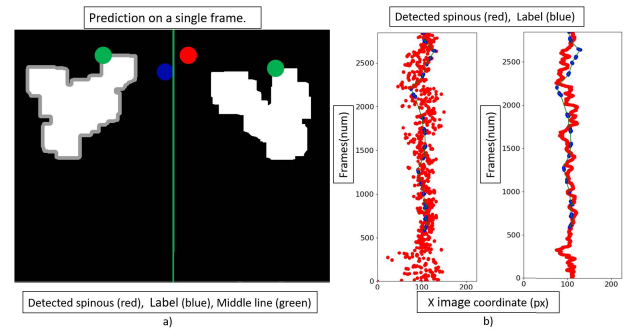 Prediction on a single frame.
Detected spinous (red), Label (blue), Middle line (green)
a)
Detected spinous (red), Label (blue)
Frames(num)
2500
2000
1500
1000
500
0
0
100
200
Frames(num)
2500
2000
1500
1000
500
0
0
100
200
X image coordinate (px)
b)